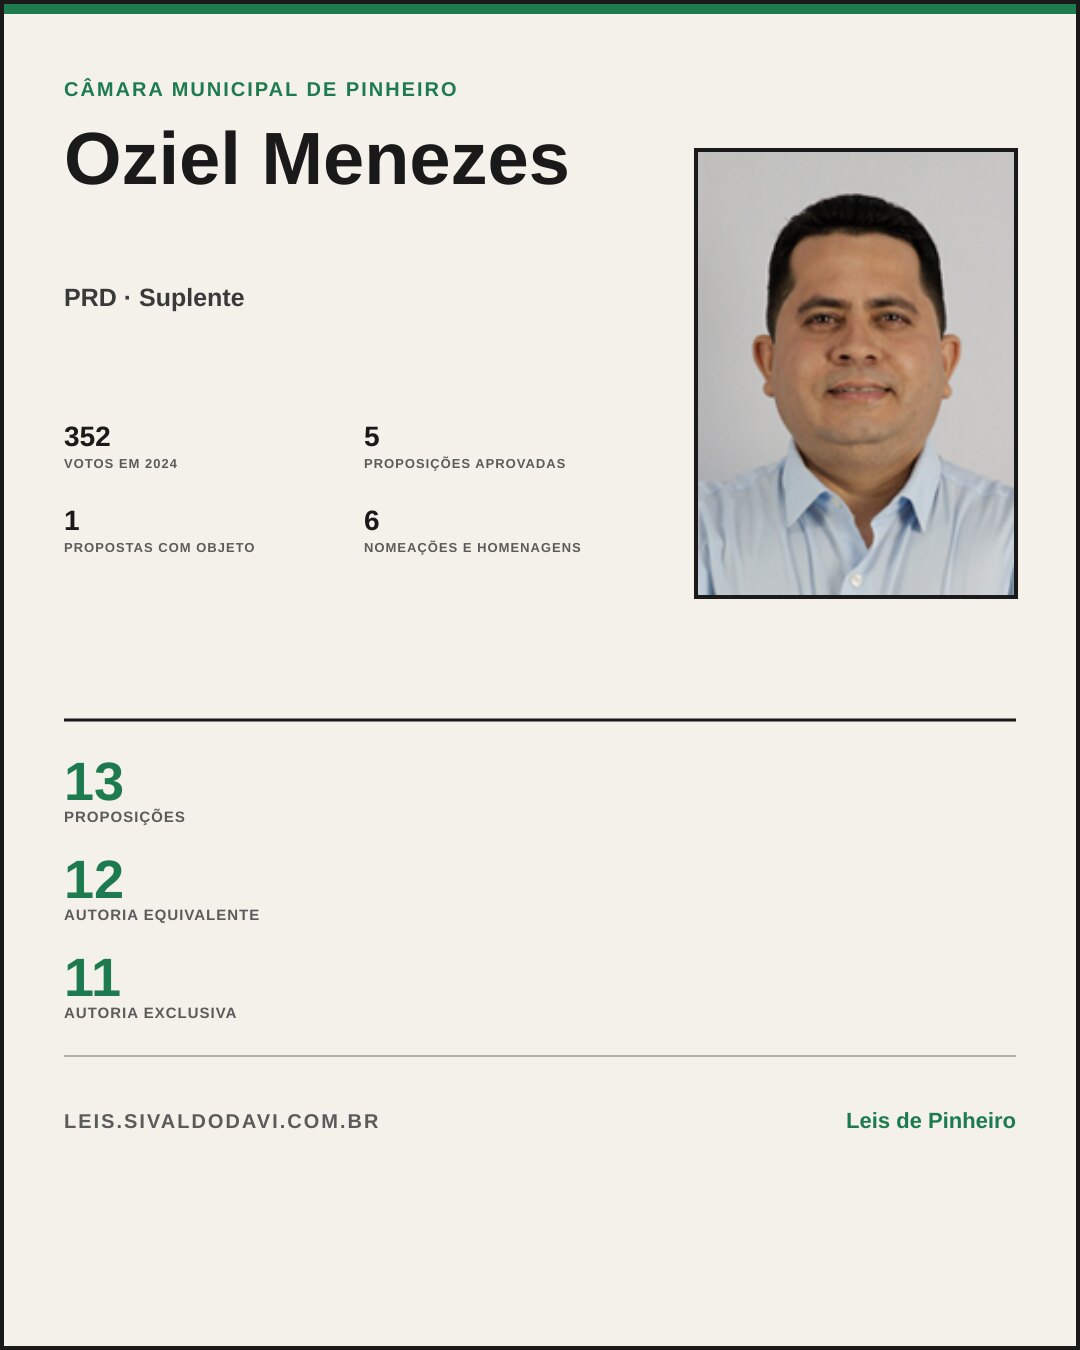 CÂMARA MUNICIPAL DE PINHEIRO
Oziel Menezes
PRD · Suplente
352
VOTOS EM 2024
5
PROPOSIÇÕES APROVADAS
1
PROPOSTAS COM OBJETO
6
NOMEAÇÕES E HOMENAGENS
13
PROPOSIÇÕES
12
AUTORIA EQUIVALENTE
11
AUTORIA EXCLUSIVA
LEIS.SIVALDODAVI.COM.BR
Leis de Pinheiro